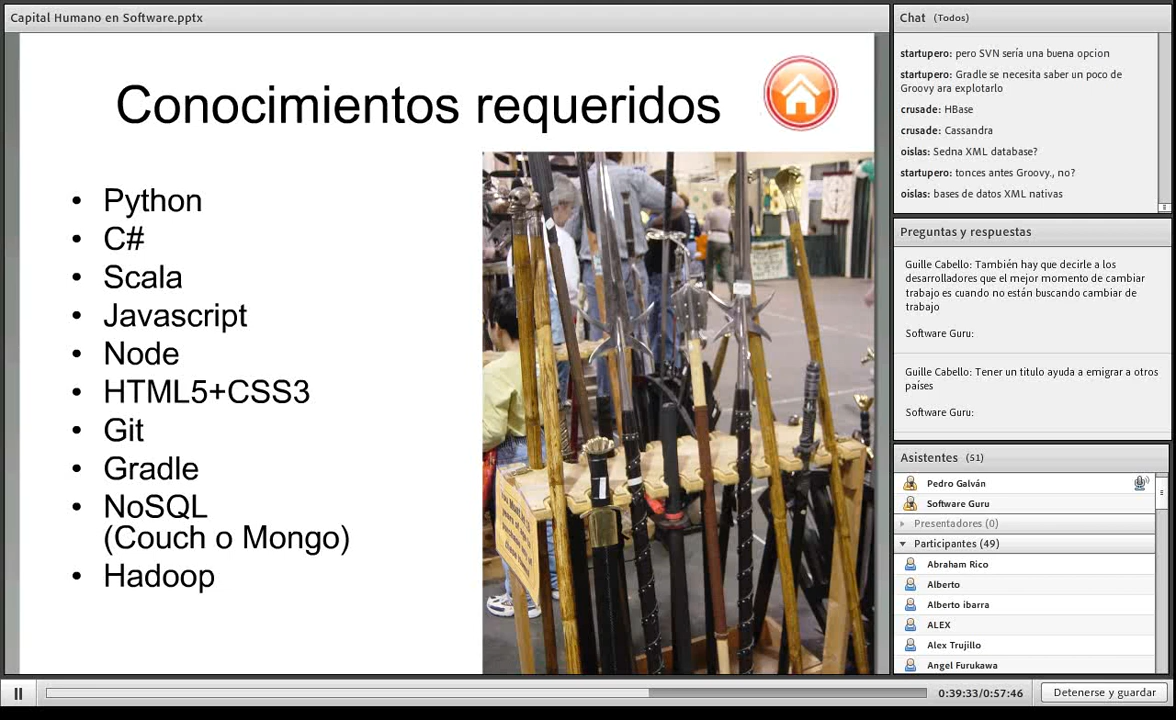 Capital Humano en Software.pptx
Conocimientos requeridos
• Python
• C#
• Scala
• Javascript
• Node
• HTML5+CSS3
• Git
• Gradle
• NoSQL
(Couch o Mongo)
• Hadoop
Chat (Todos)
startupero: pero SVN sería una buena opcion
startupero: Gradle se necesita saber un poco de
Groovy ara explotarlo
crusade: HBase
crusade: Cassandra
oislas: Sedna XML database?
startupero: tonces antes Groovy., no?
oislas: bases de datos XML nativas
Preguntas y respuestas
Guille Cabello: También hay que decirle a los
desarrolladores que el mejor momento de cambiar
trabajo es cuando no están buscando cambiar de
trabajo
Software Guru:
Guille Cabello: Tener un titulo ayuda a emigrar a otros
países
Software Guru:
Asistentes (51)
Pedro Galván
Software Guru
Presentadores (0)
Participantes (49)
Abraham Rico
Alberto
Alberto ibarra
ALEX
Alex Trujillo
Angel Furukawa
0:39:33/0:57:46
Detenerse y guardar